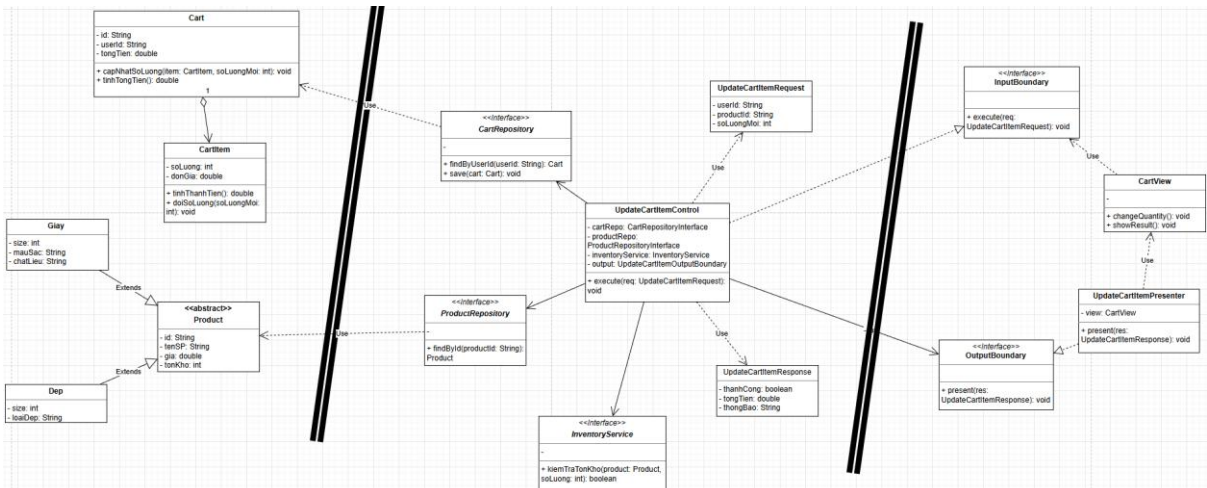 Cart
- id: String
- userId: String
- tongTien: double
+ capNhatSoLuong(item: CartItem, soLuongMoi: int): void
+ tinhTongTien(): double
1
CartItem
- soLuong: int
- donGia: double
+ tinhThanhTien(): double
+ doiSoLuong(soLuongMoi:
int): void
Giay
- size: int
- mauSac: String
- chatLieu: String
Extends
<<abstract>>
Product
- id: String
- tenSP: String
- gia: double
- tonKho: int
Extends
Dep
- size: int
- loaiDep: String
Use
<<Interface>>
CartRepository
-
+ findByUserId(userId: String): Cart
+ save(cart: Cart): void
Use
<<Interface>>
ProductRepository
-
+ findById(productId: String):
Product
UpdateCartItemRequest
- userId: String
- productId: String
- soLuongMoi: int
Use
UpdateCartItemControl
- cartRepo: CartRepositoryInterface
- productRepo:
ProductRepositoryInterface
- inventoryService: InventoryService
- output: UpdateCartItemOutputBoundary
+ execute(req: UpdateCartItemRequest):
void
Use
UpdateCartItemResponse
- thanhCong: boolean
- tongTien: double
- thongBao: String
<<Interface>>
InventoryService
-
+ kiemTraTonKho(product: Product,
soLuong: int): boolean
<<Interface>>
InputBoundary
+ execute(req:
UpdateCartItemRequest): void
Use
CartView
-
+ changeQuantity(): void
+ showResult(): void
Use
UpdateCartItemPresenter
- view: CartView
+ present(res:
UpdateCartItemResponse): void
<<Interface>>
OutputBoundary
+ present(res:
UpdateCartItemResponse): void